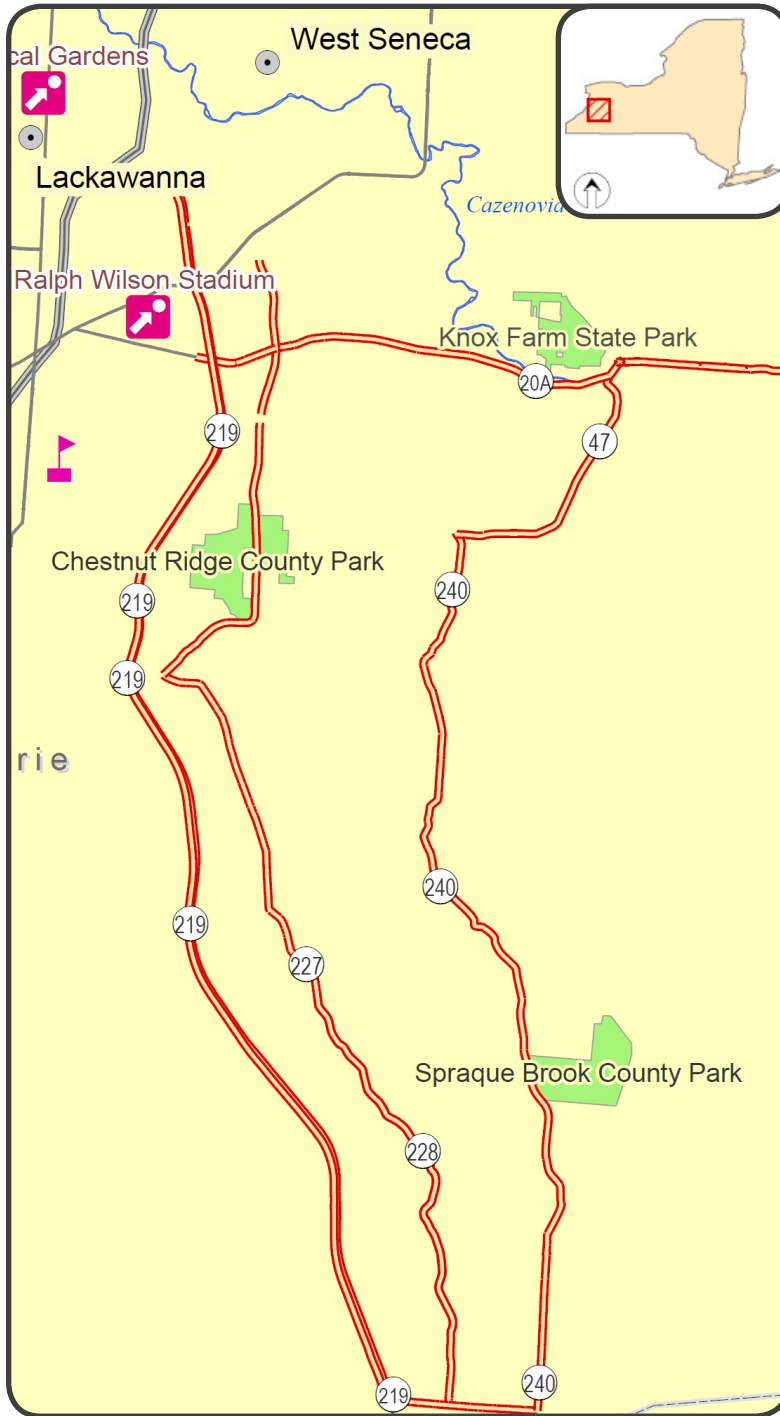 West Seneca
cal Gardens
Lackawanna
Cazenovia
Ralph Wilson Stadium
Knox Farm State Park
20A
219
47
Chestnut Ridge County Park
240
219
219
rie
240
219
227
Spraque Brook County Park
228
240
219